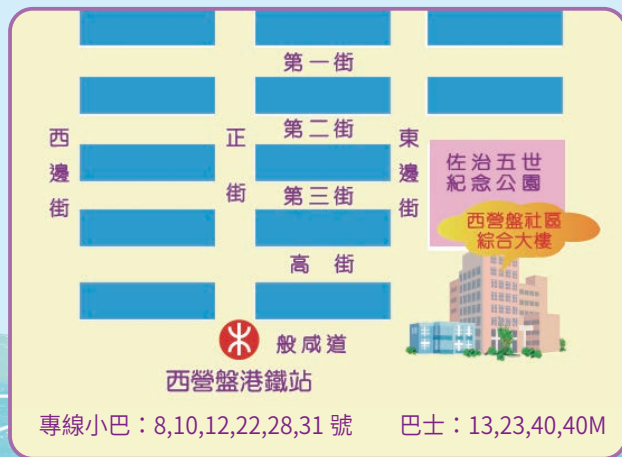 第一街
第二街
第三街
高 街
西邊街
正街
東邊街
佐治五世
紀念公園
西營盤社區
綜合大樓
般咸道
西營盤港鐵站
專線小巴：8,10,12,22,28,31 號
巴士：13,23,40,40M